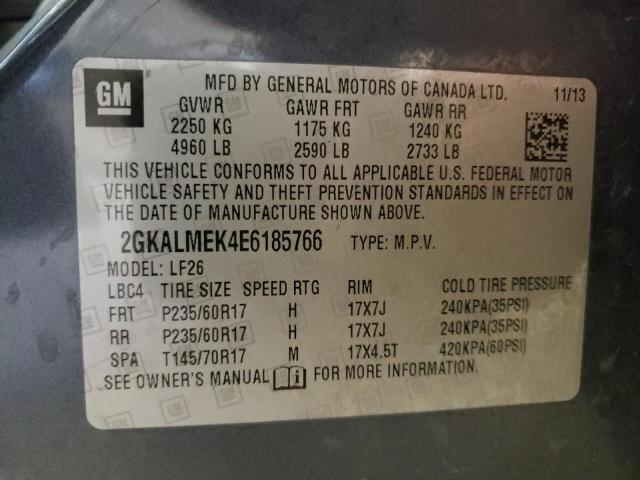 GM MFD BY GENERAL MOTORS OF CANADA LTD. 11/13
GVWR GAWR FRT GAWR RR
2250 KG 1175 KG 1240 KG
4960 LB 2590 LB 2733 LB
THIS VEHICLE CONFORMS TO ALL APPLICABLE U.S. FEDERAL MOTOR
VEHICLE SAFETY AND THEFT PREVENTION STANDARDS IN EFFECT ON
THE DATE OF MANUFACTURE SHOWN ABOVE.
2GKALMEK4E6185766 TYPE: M.P.V.
MODEL: LF26
LBC4 TIRE SIZE SPEED RTG RIM COLD TIRE PRESSURE
FRT P235/60R17 H 17X7J 240KPA(35PSI)
RR P235/60R17 H 17X7J 240KPA(35PSI)
SPA T145/70R17 M 17X4.5T 420KPA(60PSI)
SEE OWNER'S MANUAL FOR MORE INFORMATION.